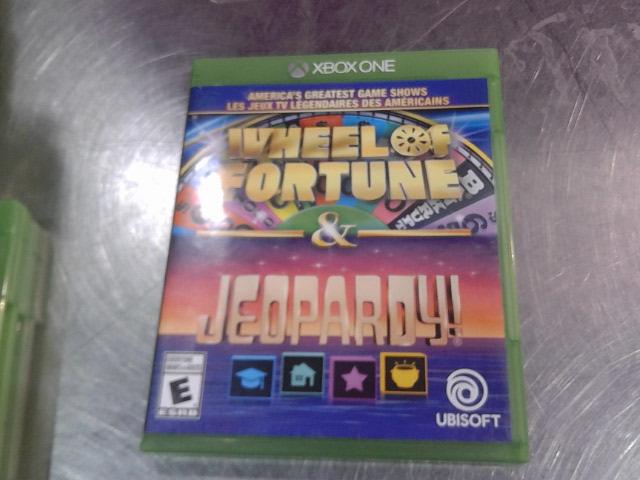 XBOX ONE
AMERICA'S GREATEST GAME SHOWS
LES JEUX TV LÉGENDAIRES DES AMÉRICAINS
WHEEL OF
FORTUNE
&
JEOPARDY!
E
ESRB
UBISOFT